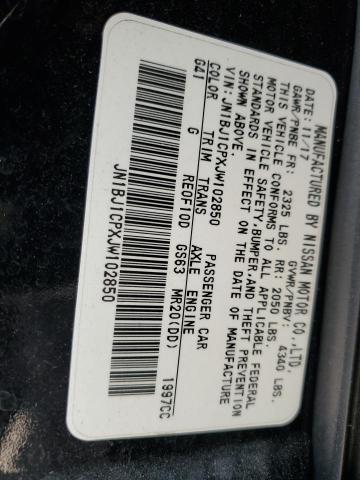 MANUFACTURED BY NISSAN MOTOR CO.,LTD.
DATE:11/17 GVWR/PNBV: 4340 LBS.
GAWR/PNBE FR: 2325 LBS. RR: 2050 LBS.
THIS VEHICLE CONFORMS TO ALL APPLICABLE FEDERAL
MOTOR VEHICLE SAFETY,BUMPER,AND THEFT PREVENTION
STANDARDS IN EFFECT ON THE DATE OF MANUFACTURE
SHOWN ABOVE.
VIN:JN1BJ1CPXJW102850 PASSENGER CAR
COLOR TRIM TRANS AXLE ENGINE
G41 G RE0F10D GS63 MR20(DD) 1997CC
JN1BJ1CPXJW102850